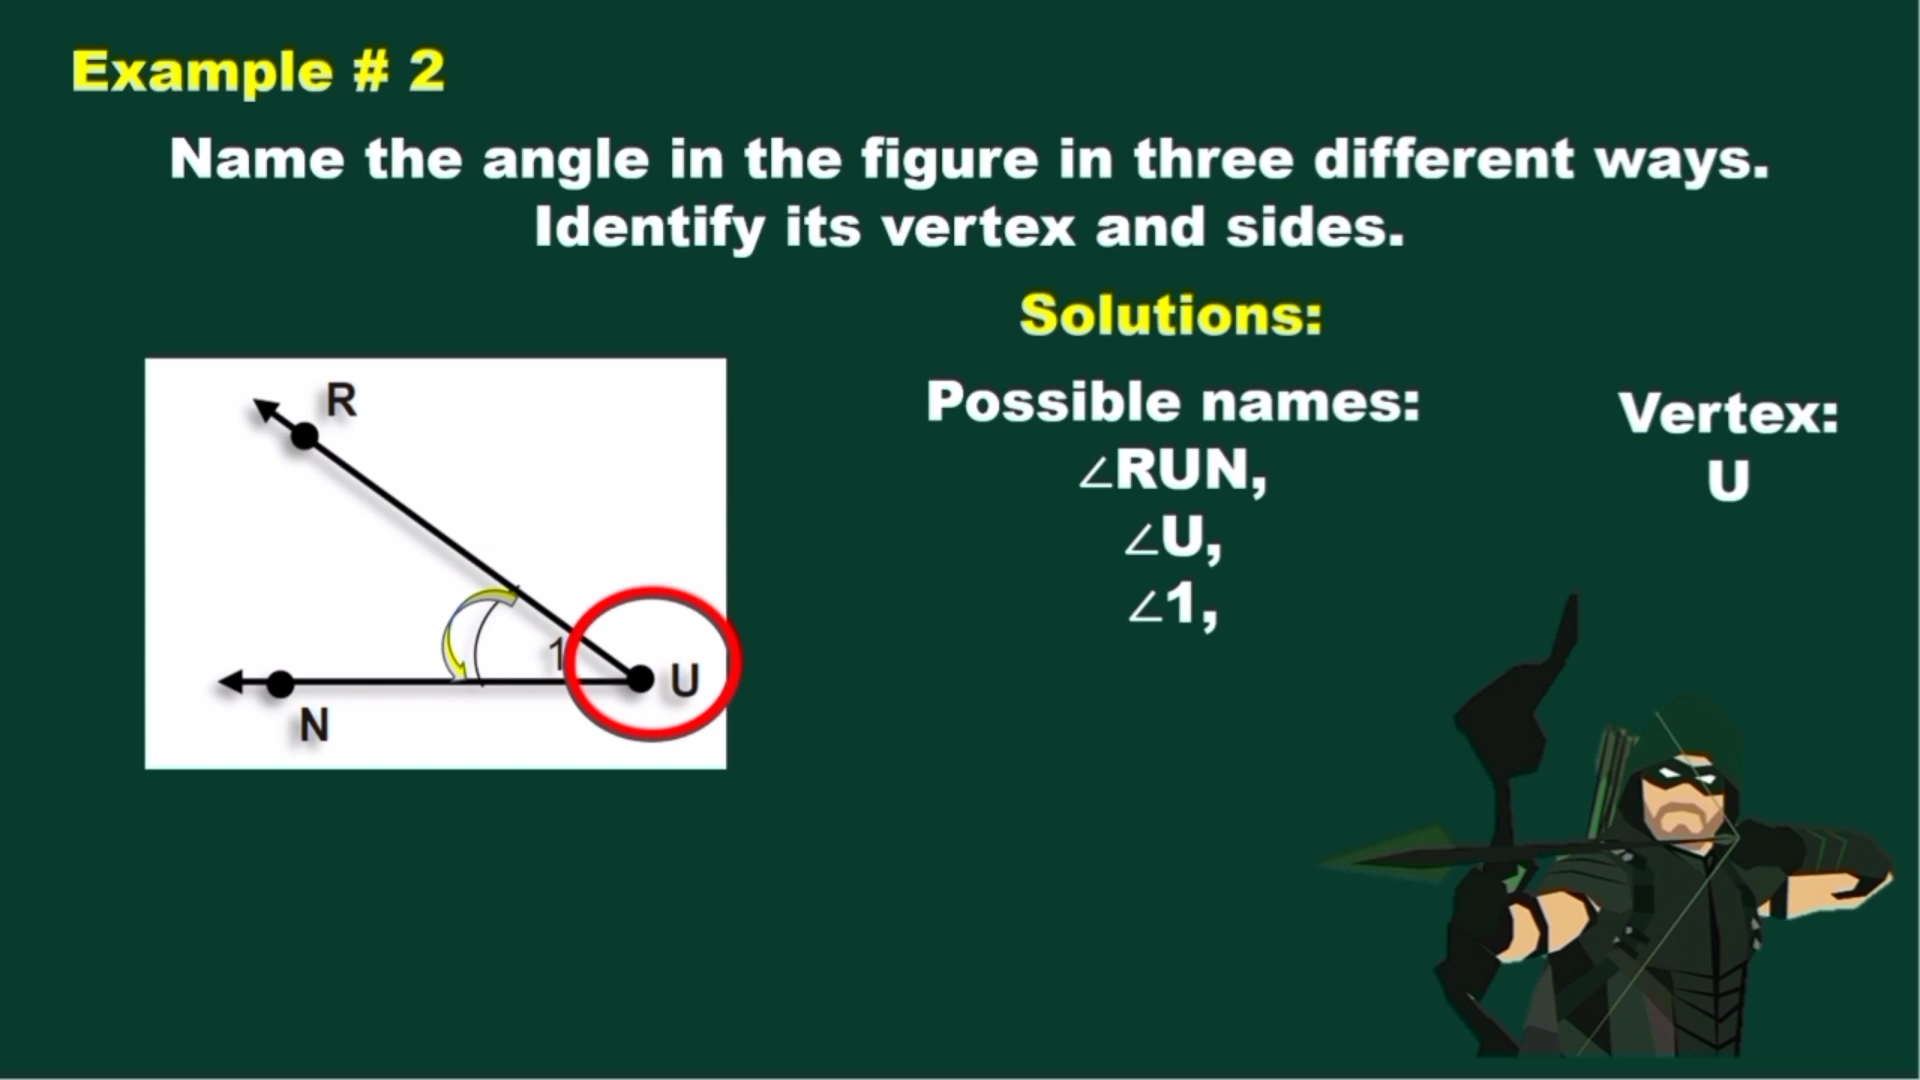 Example # 2
Name the angle in the figure in three different ways.
Identify its vertex and sides.
Solutions:
Possible names:
∠RUN,
∠U,
∠1,
Vertex:
U
R
1
U
N